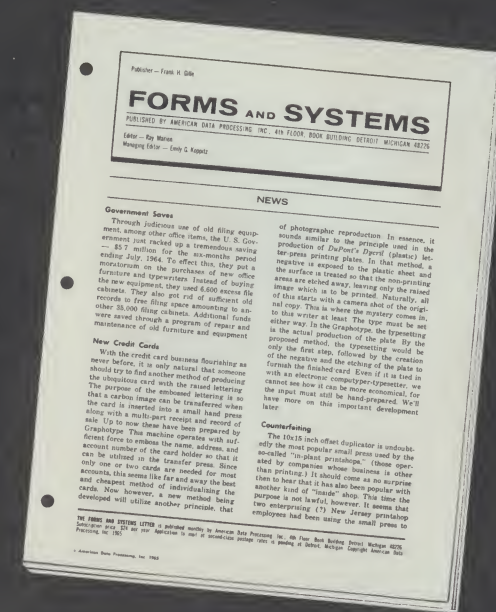 Publisher — Frank H. Gille
FORMS AND SYSTEMS
PUBLISHED BY AMERICAN DATA PROCESSING, INC., 4th FLOOR, BOOK BUILDING DETROIT, MICHIGAN 48226
Editor — Ray Marien
Managing Editor — Emily G. Keppitz
NEWS
Government Saves
Through judicious use of old filing equip-
ment, among other office items, the U. S. Gov-
ernment just racked up a tremendous saving
— $5.7 million for the six-months period
ending July, 1964. To effect this, they put a
moratorium on the purchases of new office
furniture and typewriters. Instead of buying
the new equipment, they used 6,600 excess file
cabinets. They also got rid of sufficient old
records to free filing space amounting to an-
other 35,000 filing cabinets. Additional funds
were saved through a program of repair and
maintenance of old furniture and equipment.
New Credit Cards
With the credit card business flourishing as
never before, it is only natural that someone
should try to find another method of producing
the ubiquitous card with the raised lettering.
The purpose of the embossed lettering is so
that a carbon image can be transferred when
the card is inserted into a small hand press
along with a multi-part receipt and record of
sale. Up to now these have been prepared by
Graphotype. This machine operates with suf-
ficient force to emboss the name, address, and
account number of the card holder so that it
can be utilized in the transfer press. Since
only one or two cards are needed for most
accounts, this seems like far and away the best
and cheapest method of individualizing the
cards. Now however, a new method being
developed will utilize another principle, that
of photographic reproduction. In essence, it
sounds similar to the principle used in the
production of DuPont's Dycril (plastic) let-
ter-press printing plates. In that method, a
negative is exposed to the plastic sheet and
the surface is treated so that the non-printing
areas are etched away, leaving only the raised
image which is to be printed. Naturally, all
of this starts with a camera shot of the origi-
nal copy. This is where the mystery comes in,
to this writer at least. The type must be set
either way. In the Graphotype, the typesetting
is the actual production of the plate. By the
proposed method, the typesetting would be
only the first step, followed by the creation
of the negative and the etching of the plate to
furnish the finished card. Even if it is tied in
with an electronic computyper-typesetter, we
cannot see how it can be more economical, for
the input must still be hand-prepared. We'll
have more on this important development
later.
Counterfeiting
The 10x15 inch offset duplicator is undoubt-
edly the most popular small press used by the
so-called "in-plant printshops," (those oper-
ated by companies whose business is other
than printing.) It should come as no surprise
then to hear that it has also been popular with
another kind of "inside" shop. This time the
purpose is not lawful, however. It seems that
two enterprising (?) New Jersey printshop
employees had been using the small press to
THE FORMS AND SYSTEMS LETTER is published monthly by American Data Processing Inc., 4th Floor Book Building Detroit Michigan 48226
Subscription price $24 per year Application to mail at second-class postage rates is pending at Detroit, Michigan Copyright American Data
Processing, Inc 1965
c American Data Processing, Inc 1965